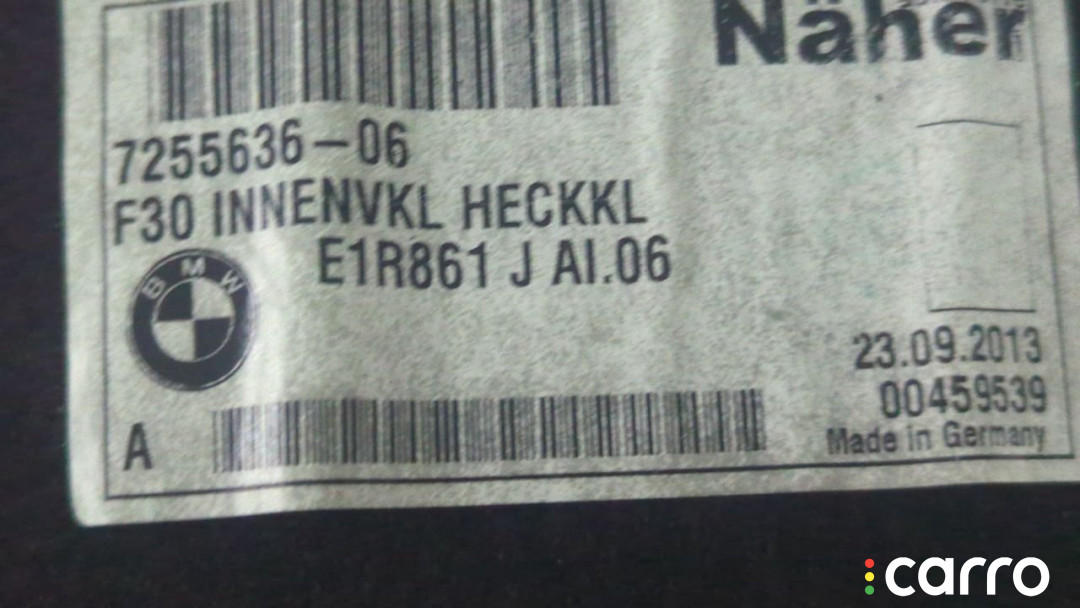 Näher
7255636-06
F30 INNENVKL HECKKL
E1R861 J AI.06
BMW
23.09.2013
00459539
A
Made in Germany
carro